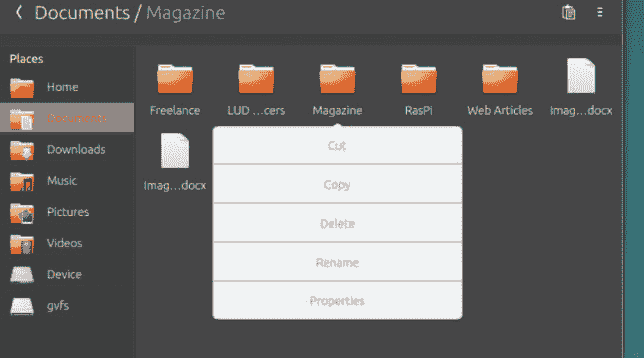 Documents / Magazine
Places
Home
Documents
Downloads
Music
Pictures
Videos
Device
gvfs
Freelance
LUD ...cers
Magazine
RasPi
Web Articles
Imag...docx
Imag...docx
Cut
Copy
Delete
Rename
Properties